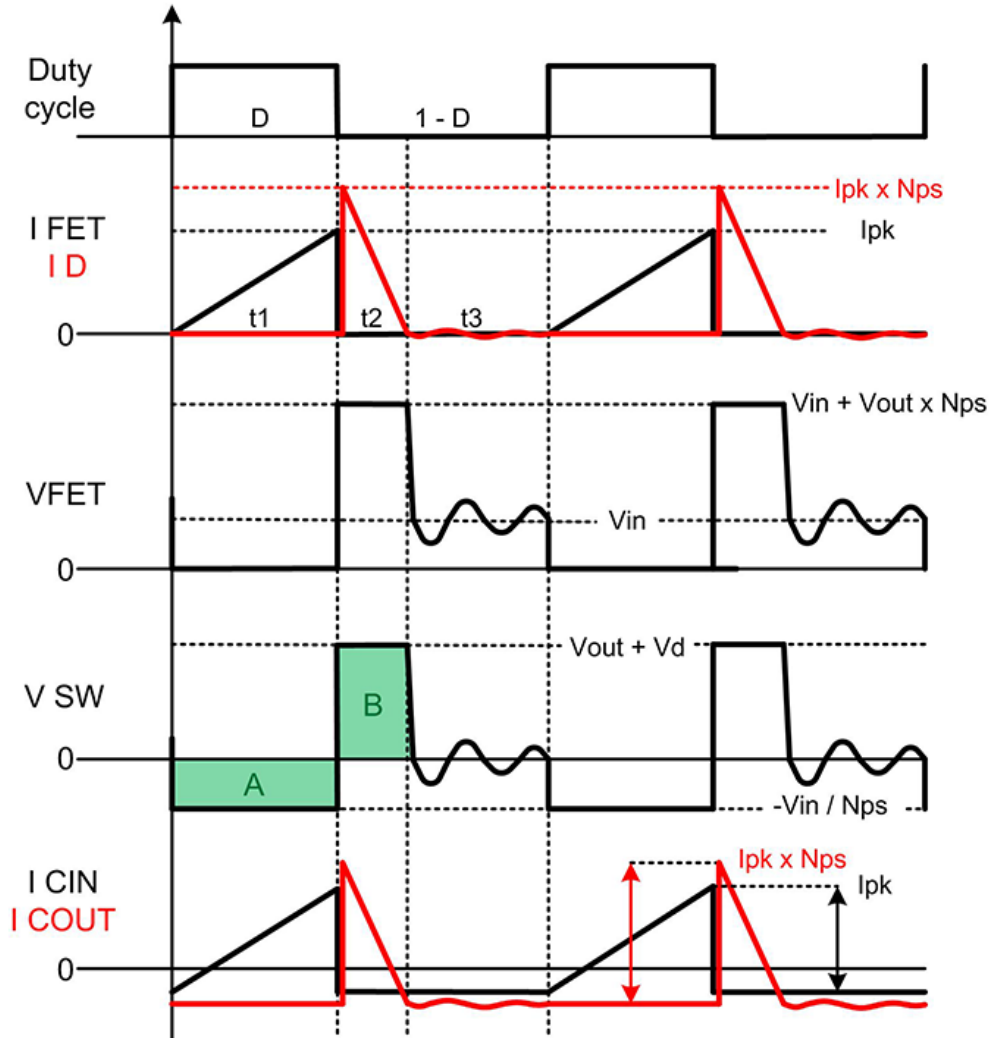 Duty
cycle
D
1 - D
Ipk x Nps
I FET
I D
Ipk
t1
t2
t3
0
Vin + Vout x Nps
VFET
Vin
0
Vout + Vd
V SW
B
0
A
-Vin / Nps
Ipk x Nps
I CIN
I COUT
Ipk
0